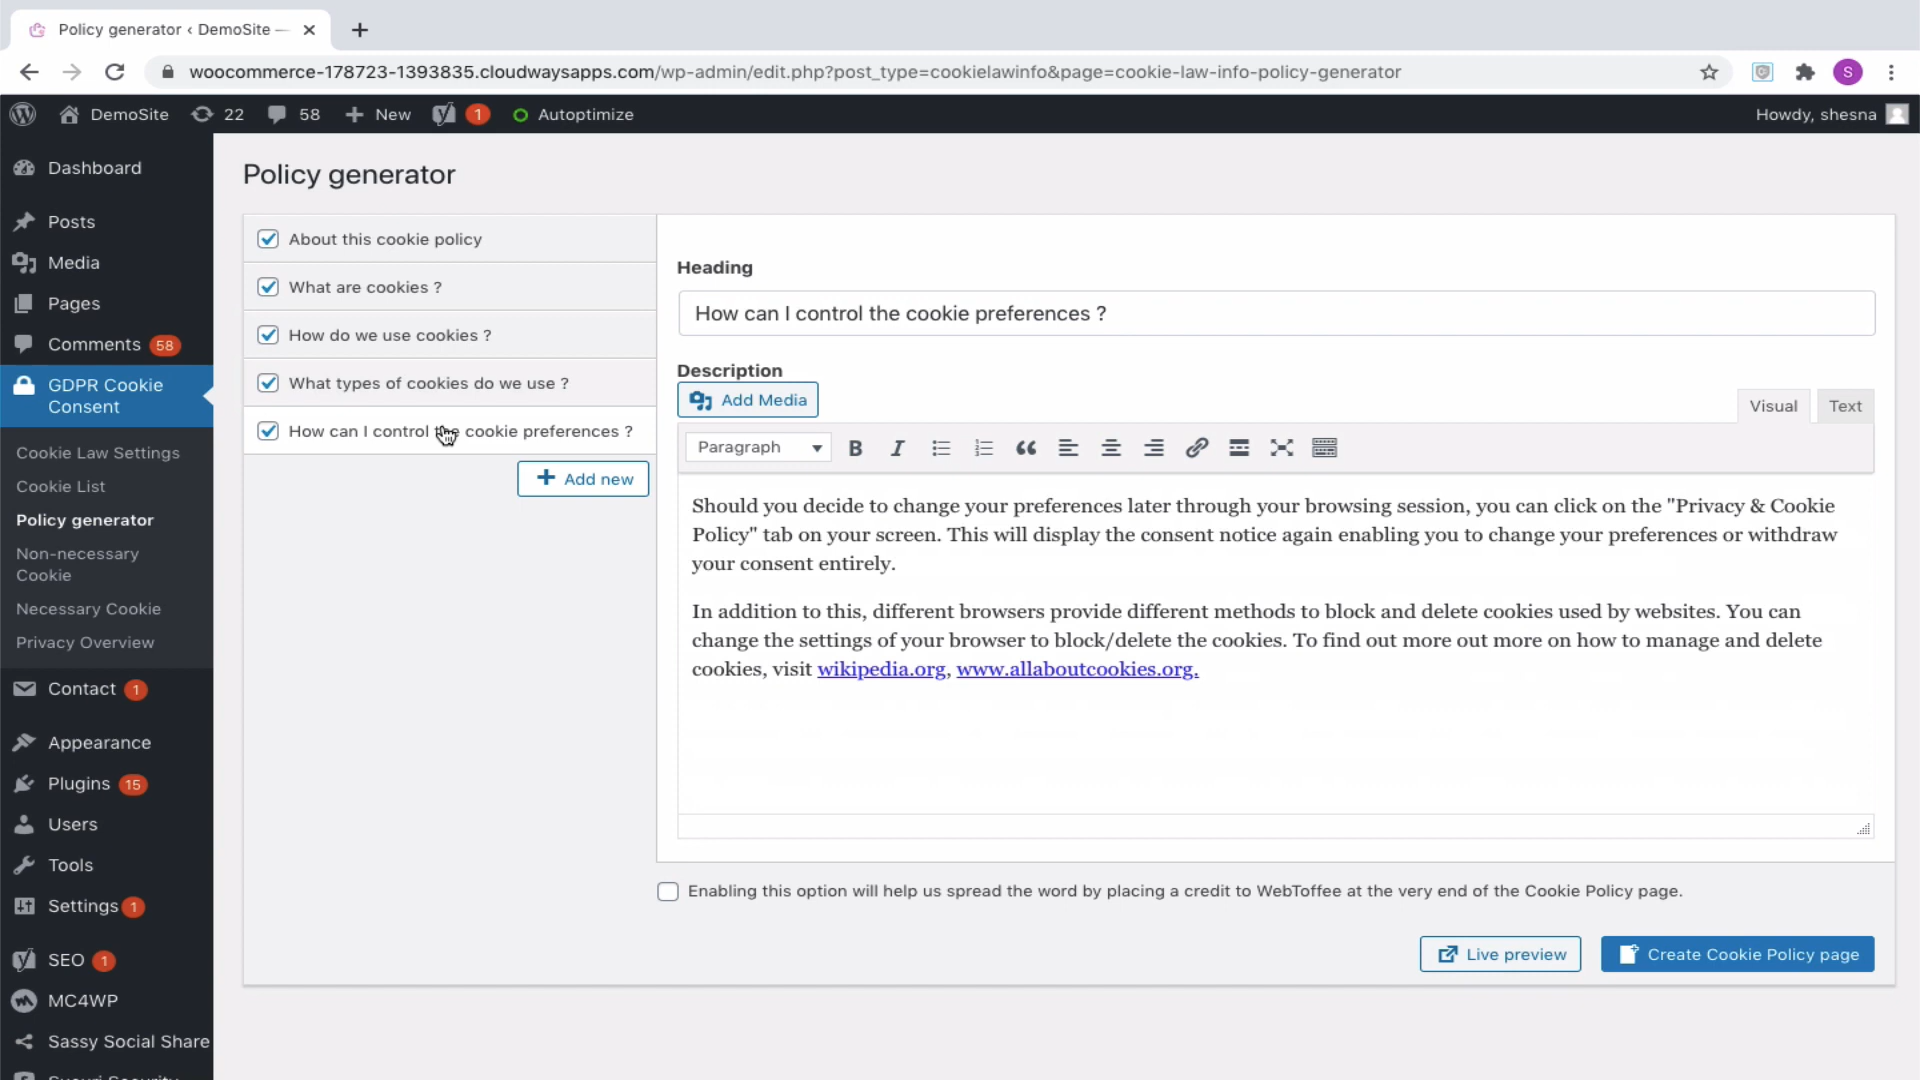 Policy generator ‹ DemoSite —
woocommerce-178723-1393835.cloudwaysapps.com/wp-admin/edit.php?post_type=cookielawinfo&page=cookie-law-info-policy-generator
S
DemoSite 22 58 New 1 Autoptimize Howdy, shesna
Dashboard
Posts
Media
Pages
Comments 58
GDPR Cookie
Consent
Cookie Law Settings
Cookie List
Policy generator
Non-necessary
Cookie
Necessary Cookie
Privacy Overview
Contact 1
Appearance
Plugins 15
Users
Tools
Settings 1
SEO 1
MC4WP
Sassy Social Share
Policy generator
About this cookie policy
What are cookies ?
How do we use cookies ?
What types of cookies do we use ?
How can I control the cookie preferences ?
Add new
Heading
How can I control the cookie preferences ?
Description
Add Media
Visual Text
Paragraph B I
Should you decide to change your preferences later through your browsing session, you can click on the "Privacy & Cookie
Policy" tab on your screen. This will display the consent notice again enabling you to change your preferences or withdraw
your consent entirely.
In addition to this, different browsers provide different methods to block and delete cookies used by websites. You can
change the settings of your browser to block/delete the cookies. To find out more out more on how to manage and delete
cookies, visit wikipedia.org, www.allaboutcookies.org.
Enabling this option will help us spread the word by placing a credit to WebToffee at the very end of the Cookie Policy page.
Live preview
Create Cookie Policy page